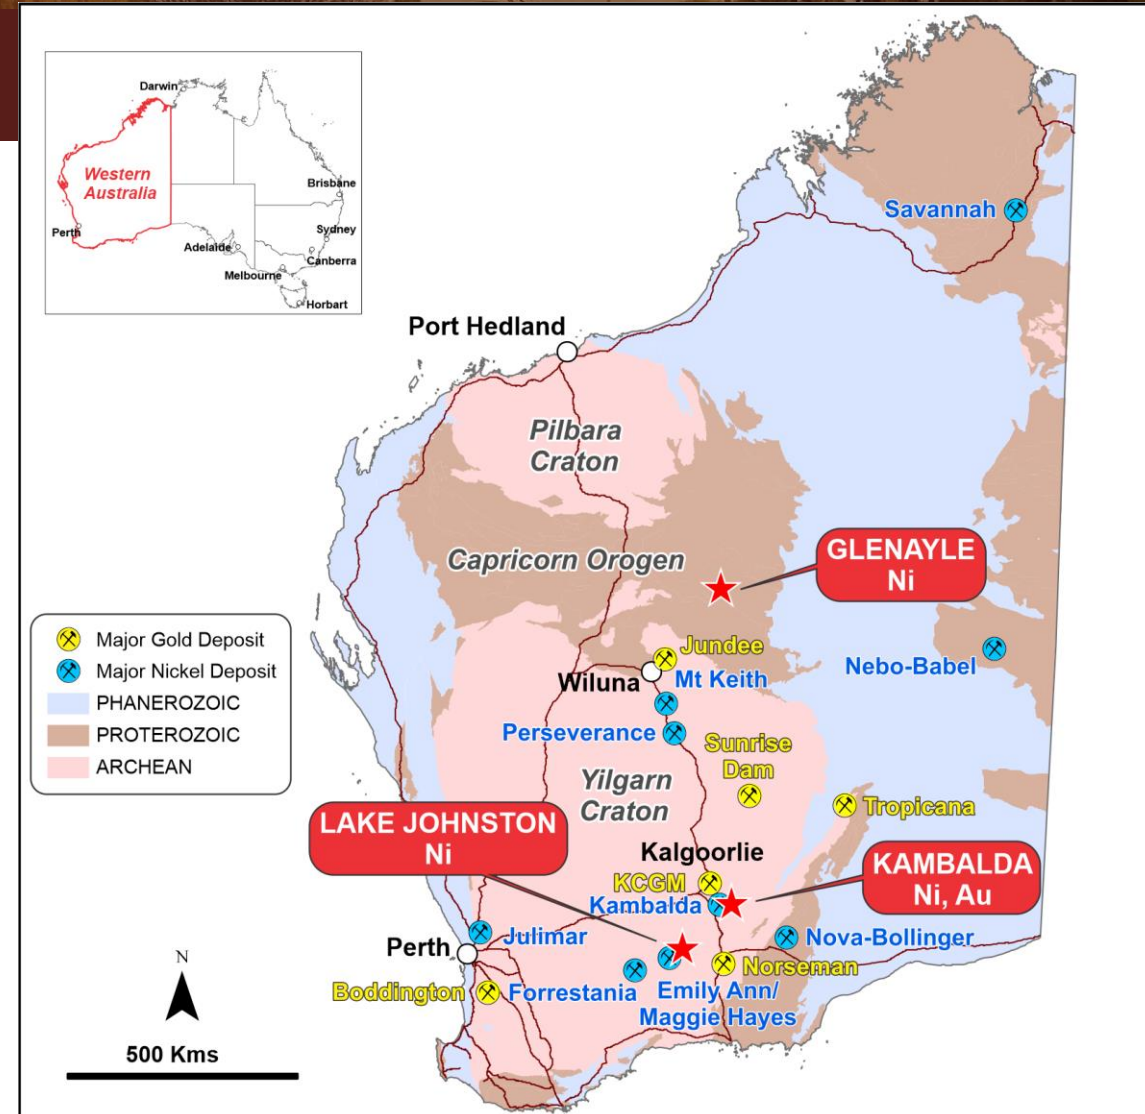 Darwin
Western
Australia
Brisbane
Perth
Sydney
Adelaide
Canberra
Melbourne
Horbart
Savannah
Port Hedland
Pilbara
Craton
Capricorn Orogen
GLENAYLE
Ni
Major Gold Deposit
Major Nickel Deposit
PHANEROZOIC
PROTEROZOIC
ARCHEAN
Jundee
Nebo-Babel
Wiluna
Mt Keith
Perseverance
Sunrise
Dam
Yilgarn
Craton
Tropicana
LAKE JOHNSTON
Ni
Kalgoorlie
KAMBALDA
Ni, Au
KCGM
Kambalda
Julimar
Nova-Bollinger
Perth
Norseman
Boddington
Forrestania
Emily Ann/
Maggie Hayes
N
500 Kms